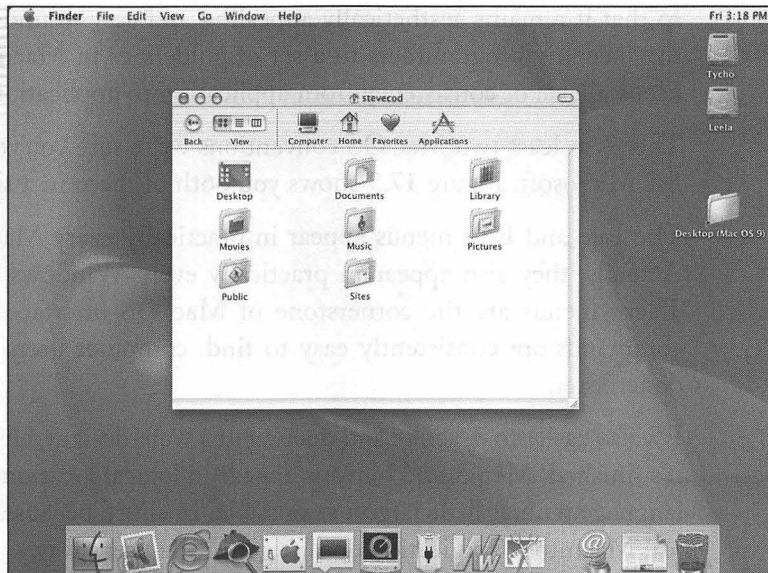 Finder File Edit View Go Window Help Fri 3:18 PM
Tycho
Leela
Desktop (Mac OS 9)
stevecod
Back View Computer Home Favorites Applications
Desktop Documents Library
Movies Music Pictures
Public Sites